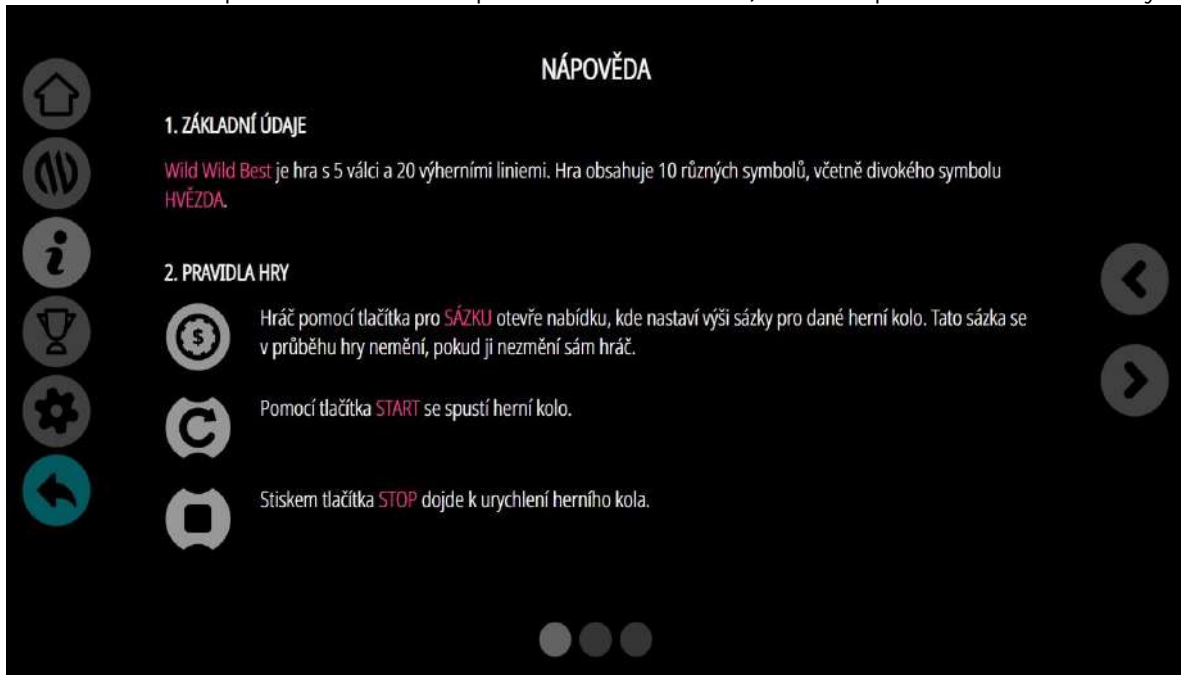 NÁPOVĚDA
1. ZÁKLADNÍ ÚDAJE
Wild Wild Best je hra s 5 válci a 20 výherními liniemi. Hra obsahuje 10 různých symbolů, včetně divokého symbolu
HVĚZDA.
2. PRAVIDLA HRY
Hráč pomocí tlačítka pro SÁZKU otevře nabídku, kde nastaví výši sázky pro dané herní kolo. Tato sázka se
v průběhu hry nemění, pokud ji nezmění sám hráč.
Pomocí tlačítka START se spustí herní kolo.
Stiskem tlačítka STOP dojde k urychlení herního kola.